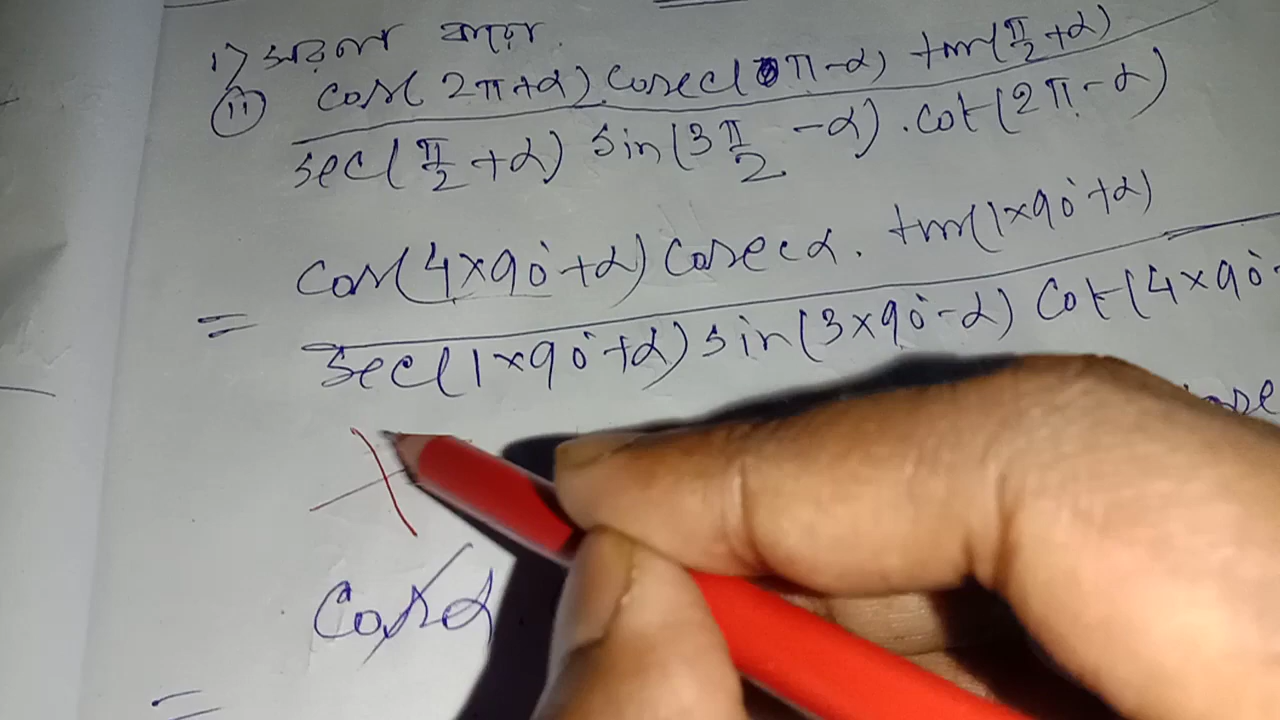 1) সরল কর.
(ii) cos(2π+α) cosec(π-α) tan(π/2+α)
sec(π/2+α) sin(3π/2-α). cot(2π-α)
= cos(4×90°+α) cosecα. tan(1×90°+α)
sec(1×90°+α) sin(3×90°-α) cot(4×90°-
cosα
=